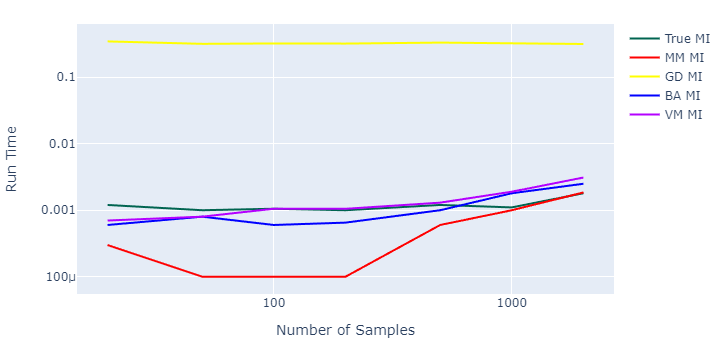 True MI
MM MI
GD MI
BA MI
VM MI
Run Time
0.1
0.01
0.001
100μ
100
1000
Number of Samples